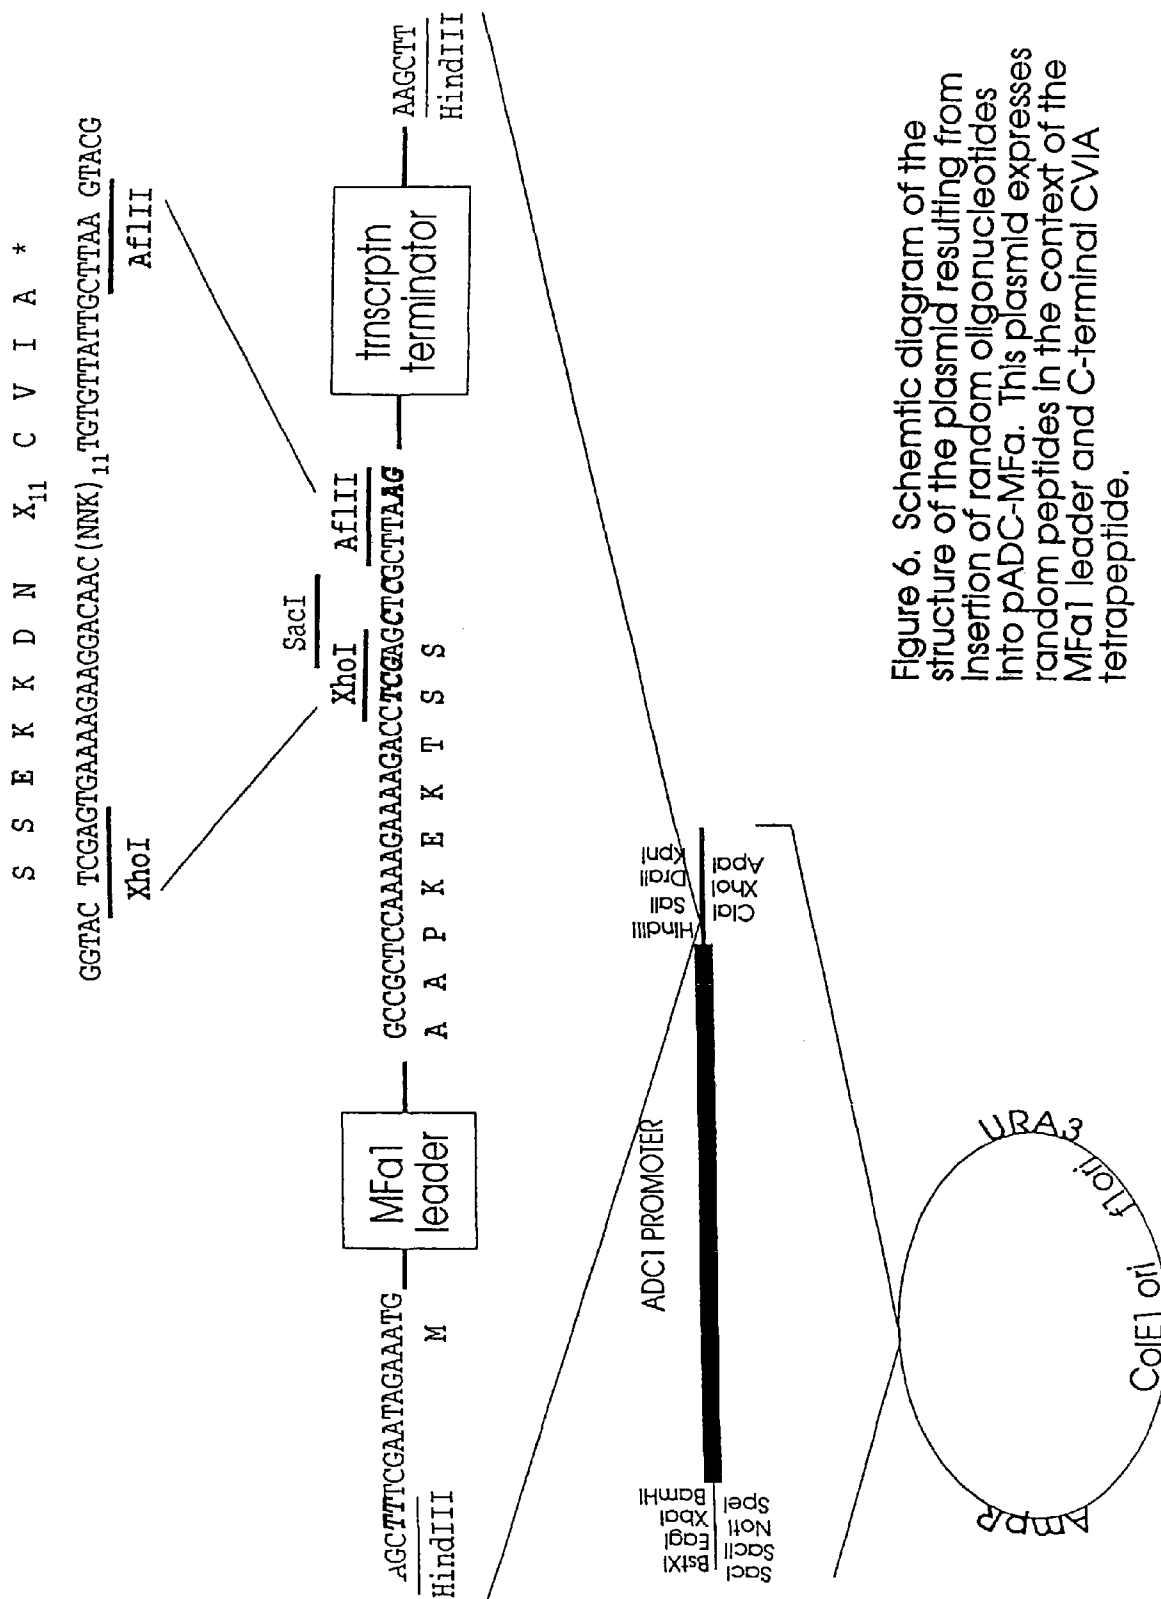 S S E K K D N X11 C V I A *
GGTAC TCGAGTGAAAAGAAGGACAAC(NNK)11TGTGTTATTGCTTAA GTACG
XhoI
AflII
SacI
XhoI
AflII
AGCTTTCGAATAGAAATG
GCCGCTCCAAAAGAAAAGACCTCGAGCTCGCTTAAG
AAGCTT
HindIII
M
MFa1
leader
A A P K E K T S S
trnscrptn
terminator
HindIII
ADC1 PROMOTER
BstXI
EagI
XbaI
BamHI
SacI
SacII
NotI
SpeI
HindIII
SalI
DraII
KpnI
ClaI
XhoI
ApaI
AmpR
ColE1 ori
f1ori
URA3
Figure 6. Schemtic diagram of the
structure of the plasmid resulting from
insertion of random oligonucleotides
into pADC-MFa. This plasmid expresses
random peptides in the context of the
MFa1 leader and C-terminal CVIA
tetrapeptide.